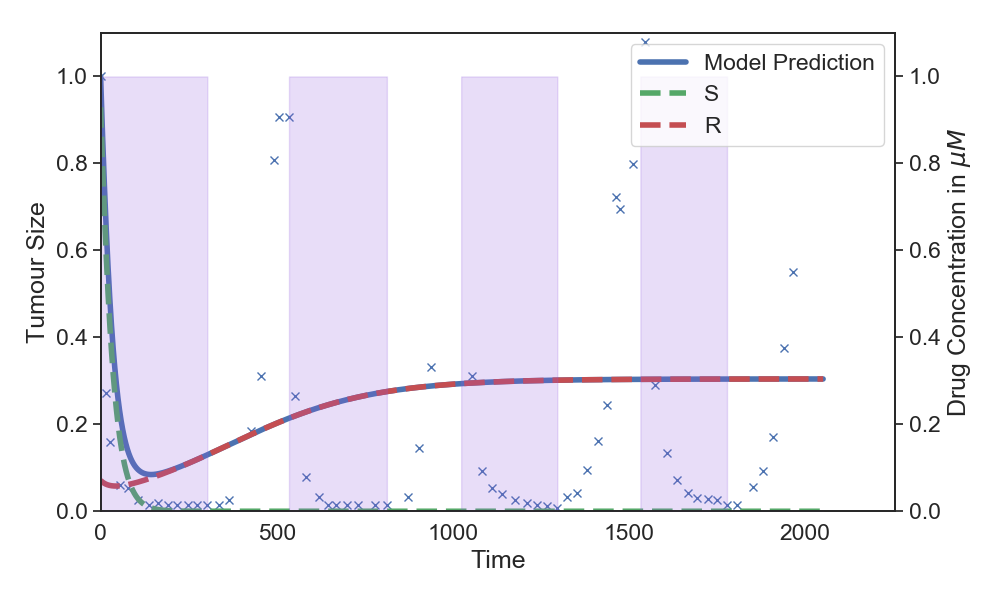 Model Prediction
S
R
1.0
0.8
0.6
0.4
0.2
0.0
Tumour Size
1.0
0.8
0.6
0.4
0.2
0.0
Drug Concentration in μM
0
500
1000
1500
2000
Time